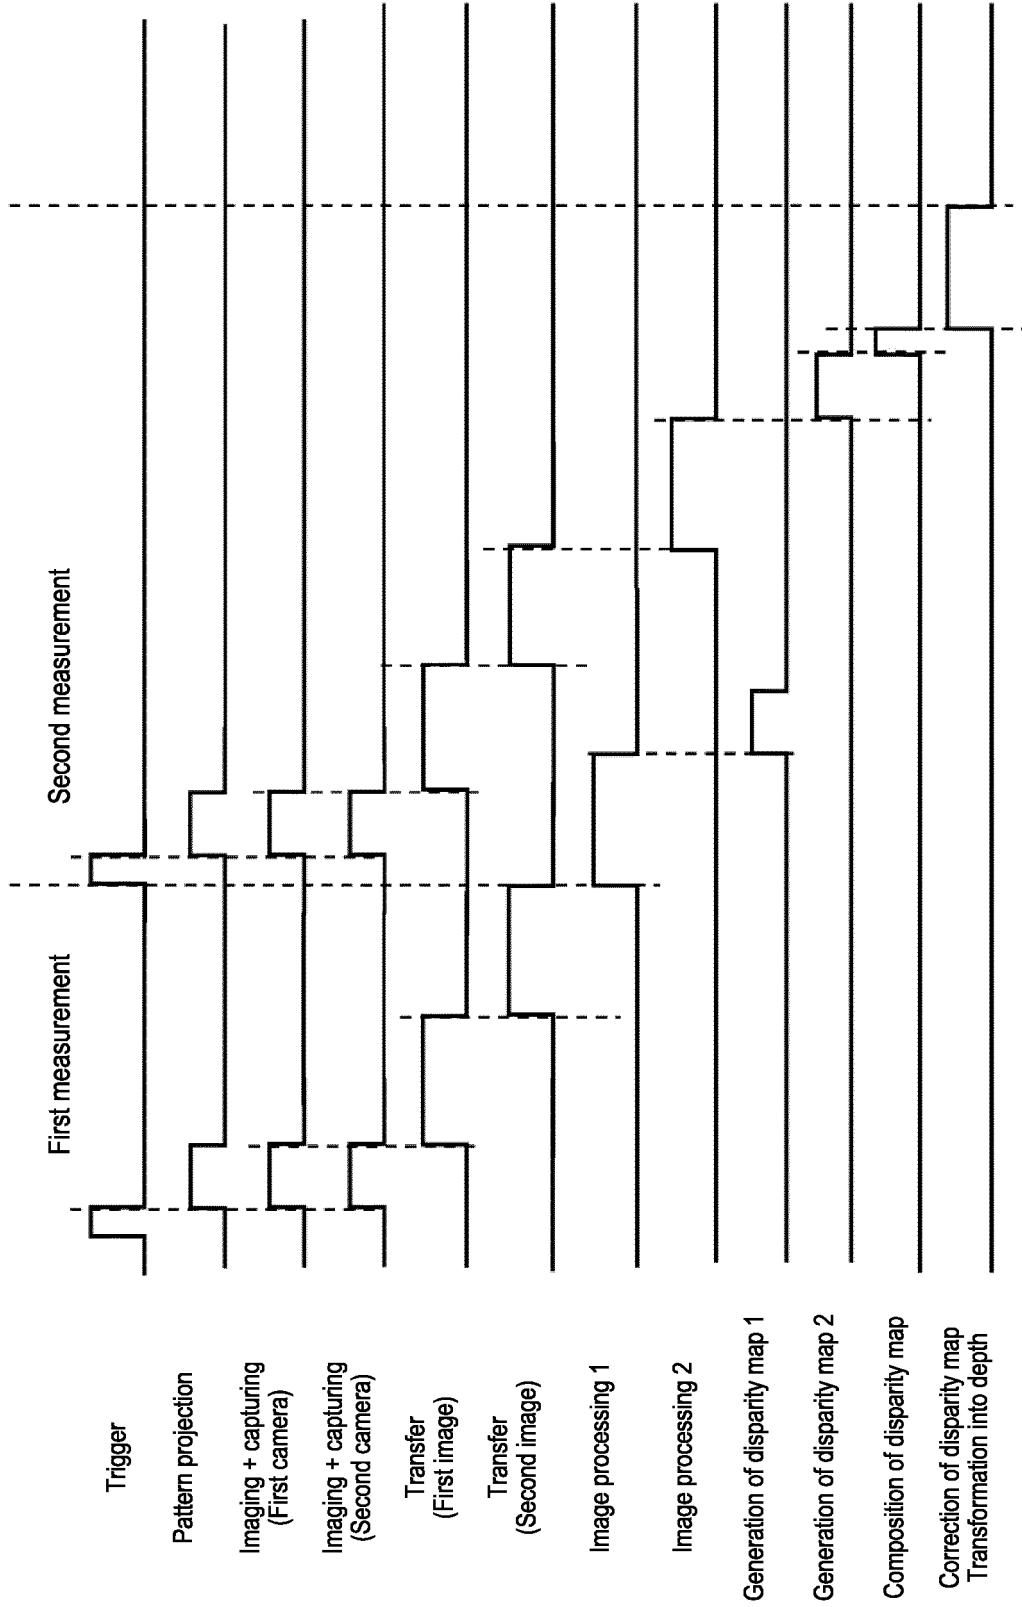 First measurement
Second measurement
Trigger
Pattern projection
Imaging + capturing
(First camera)
Imaging + capturing
(Second camera)
Transfer
(First image)
Transfer
(Second image)
Image processing 1
Image processing 2
Generation of disparity map 1
Generation of disparity map 2
Composition of disparity map
Correction of disparity map
Transformation into depth